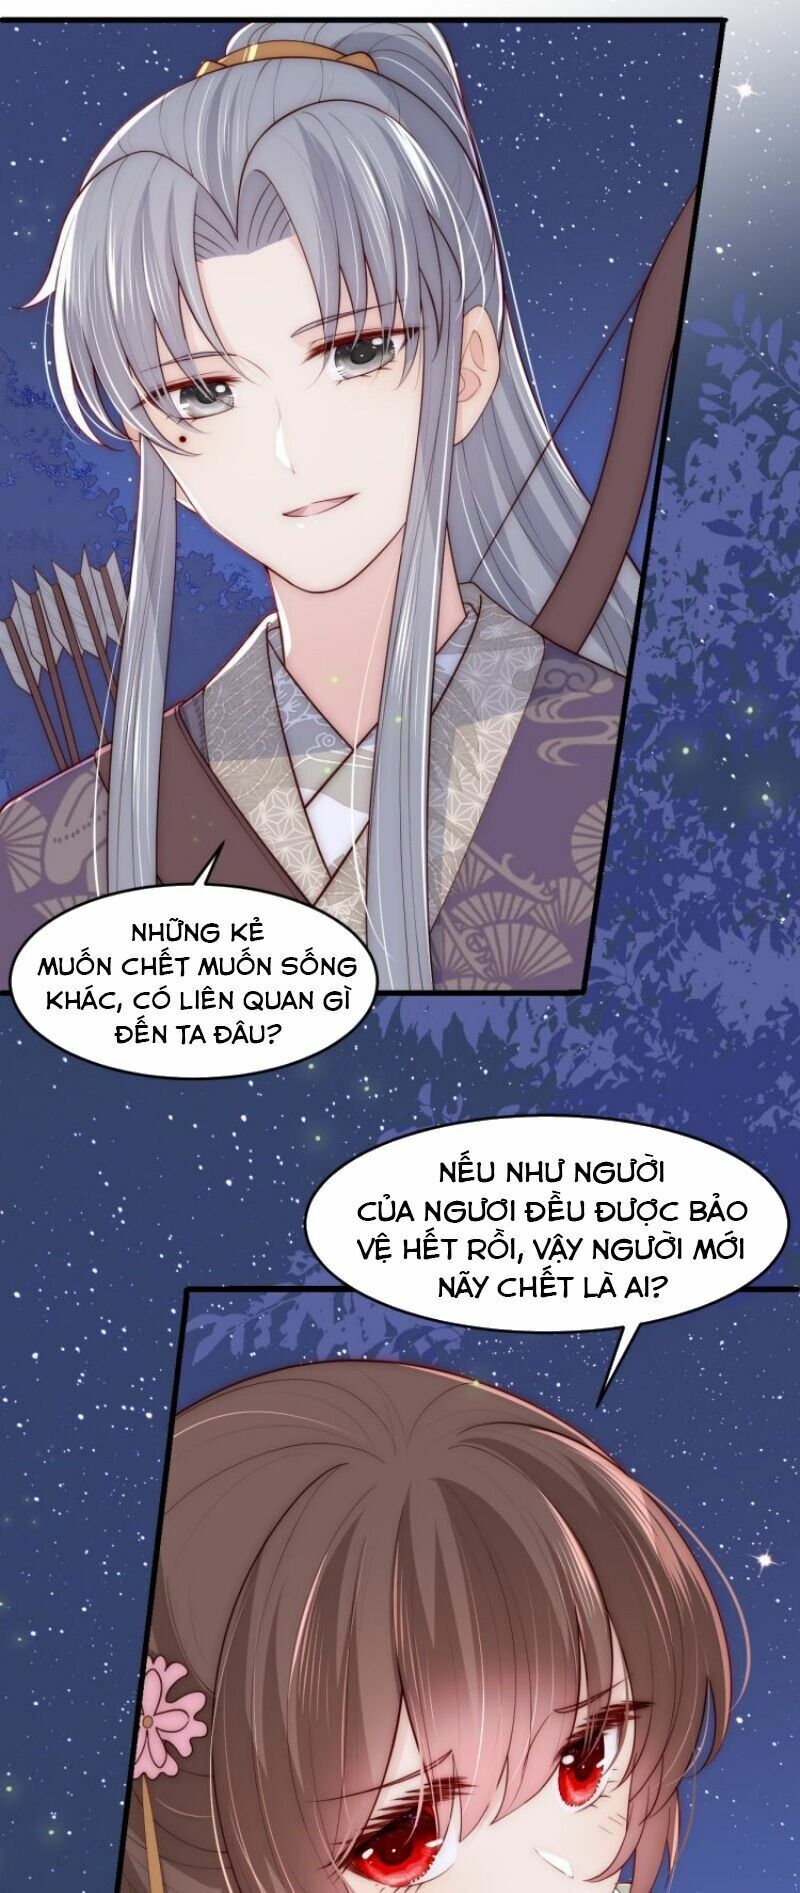 NHỮNG KẺ
MUỐN CHẾT MUỐN SỐNG
KHÁC, CÓ LIÊN QUAN GÌ
ĐẾN TA ĐÂU?
NẾU NHƯ NGƯỜI
CỦA NGƯƠI ĐỀU ĐƯỢC BẢO
VỆ HẾT RỒI, VẬY NGƯỜI MỚI
NÃY CHẾT LÀ AI?